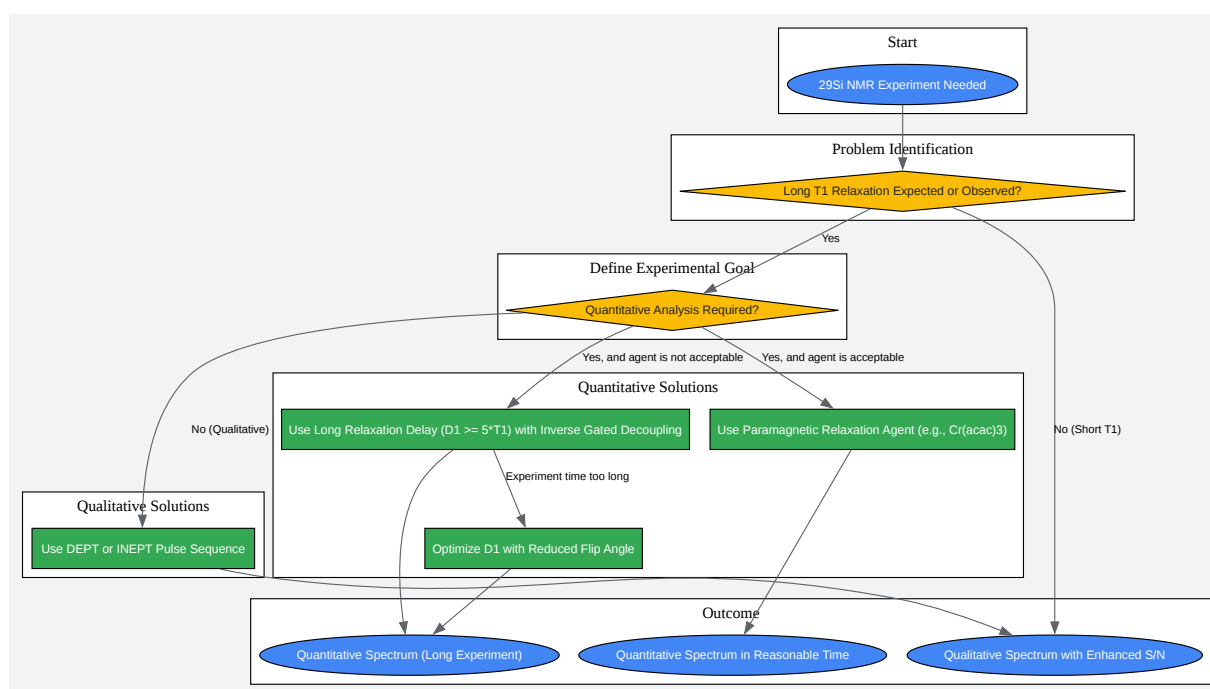 Start
29Si NMR Experiment Needed
Problem Identification
Long T1 Relaxation Expected or Observed?
Yes
Define Experimental Goal
Quantitative Analysis Required?
Yes, and agent is not acceptable
Yes, and agent is acceptable
Quantitative Solutions
Use Long Relaxation Delay (D1 >= 5*T1) with Inverse Gated Decoupling
Use Paramagnetic Relaxation Agent (e.g., Cr(acac)3)
No (Qualitative)
No (Short T1)
Experiment time too long
Qualitative Solutions
Use DEPT or INEPT Pulse Sequence
Optimize D1 with Reduced Flip Angle
Outcome
Quantitative Spectrum (Long Experiment)
Quantitative Spectrum in Reasonable Time
Qualitative Spectrum with Enhanced S/N